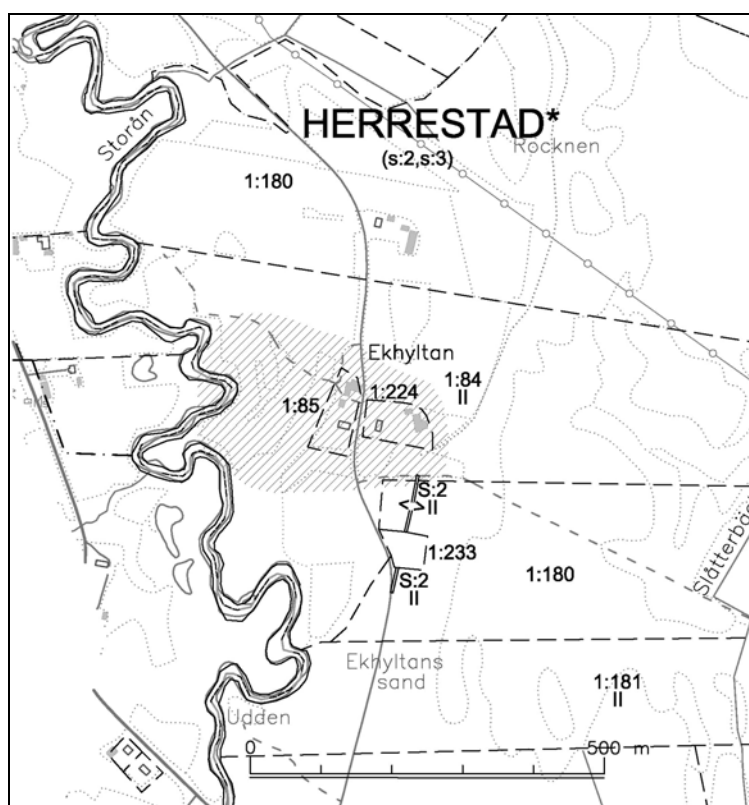 Storån
HERRESTAD*
(s:2,s:3)
Rocknen
1:180
Ekhyltan
1:84
II
1:224
1:85
S:2
II
1:233
1:180
S:2
II
Ekhyltans
sand
1:181
II
Udden
0
500 m